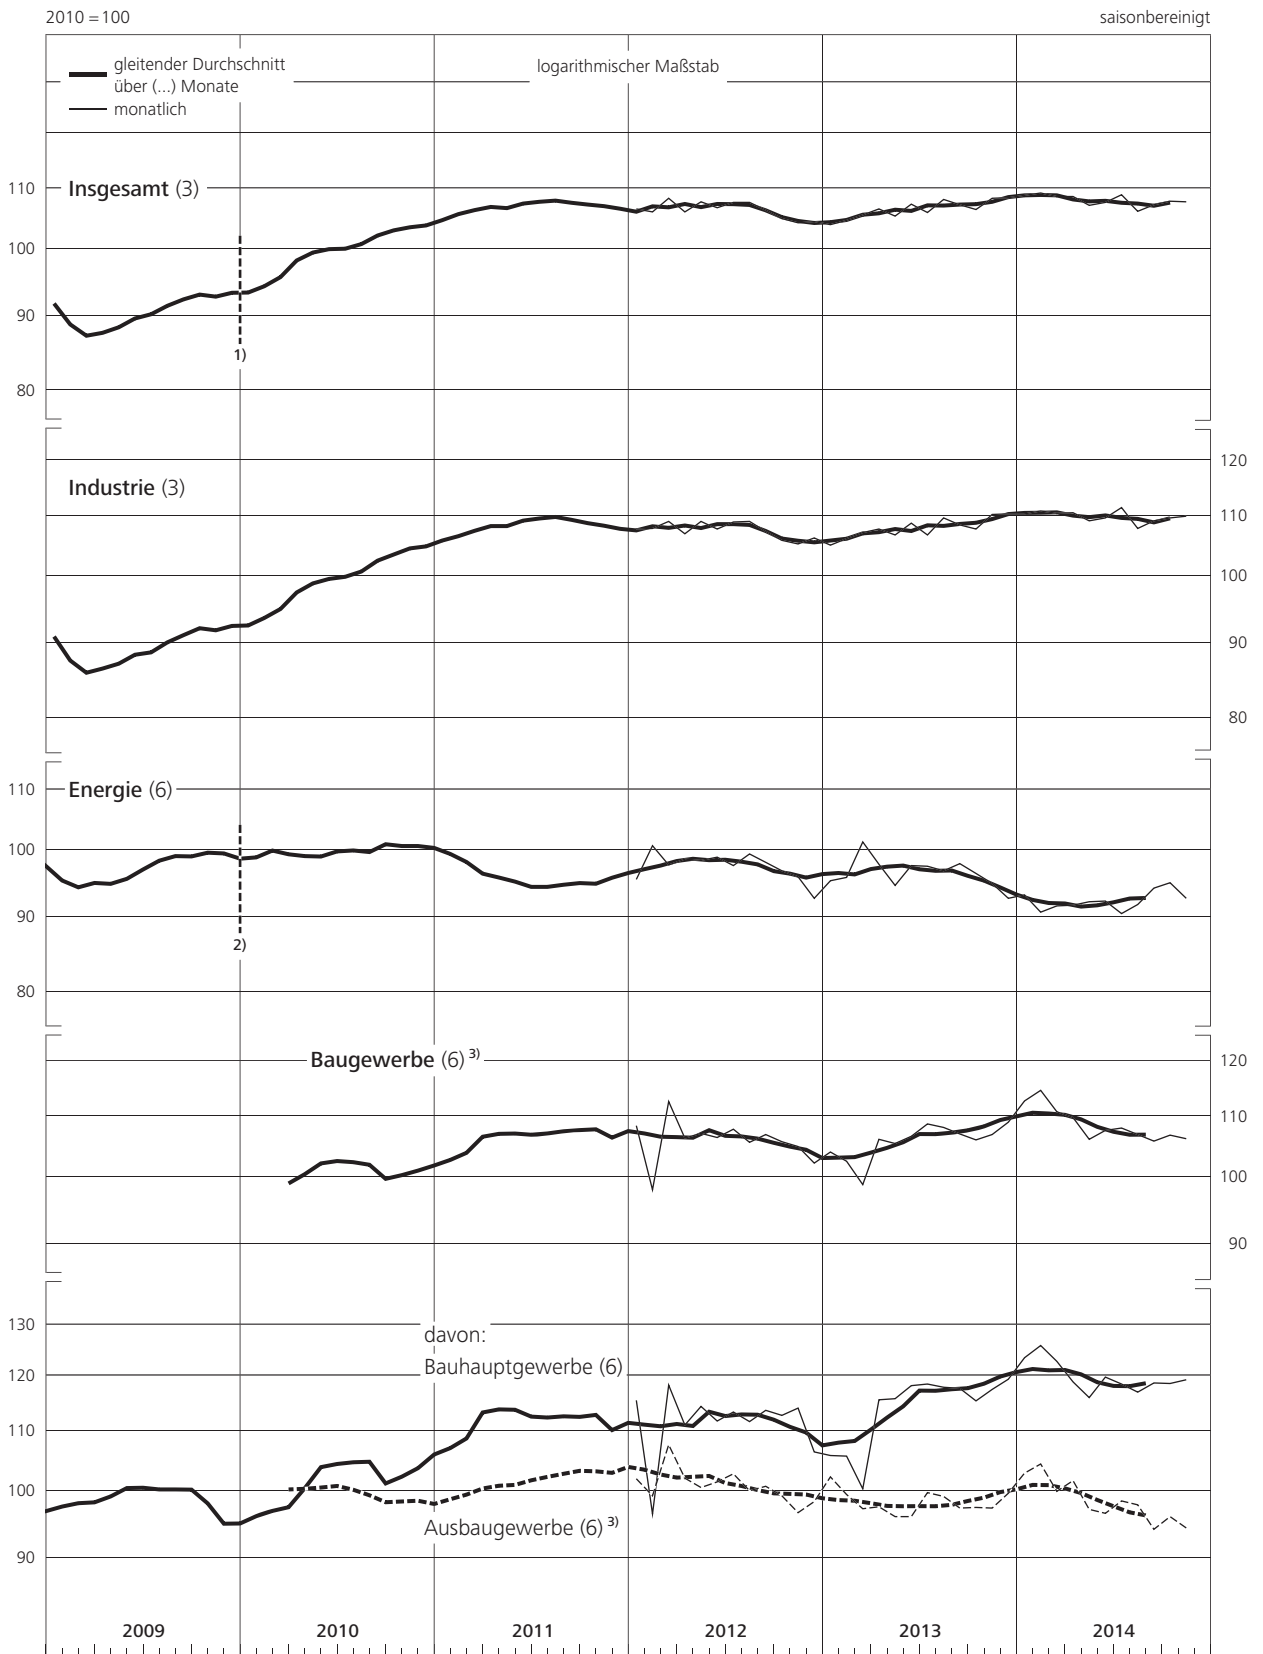 2010 = 100
saisonbereinigt
gleitender Durchschnitt
über (...) Monate
monatlich
logarithmischer Maßstab
110
Insgesamt (3)
100
90
1)
80
120
Industrie (3)
110
100
90
80
110
Energie (6)
100
90
2)
80
Baugewerbe (6) 3)
120
110
100
90
130
davon:
Bauhauptgewerbe (6)
120
110
100
Ausbaugewerbe (6) 3)
90
2009 2010 2011 2012 2013 2014